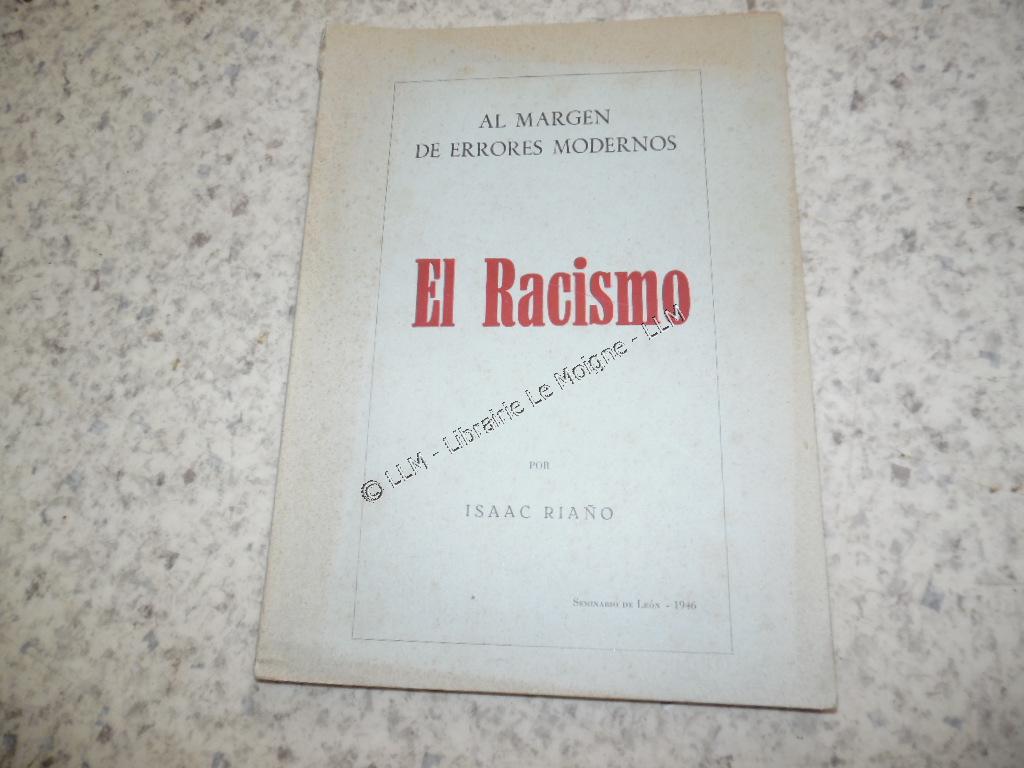 AL MARGEN
DE ERRORES MODERNOS
El Racismo
© LLM - Librairie Le Moigne - LLM
POR
ISAAC RIAÑO
SEMINARIO DE LEÓN - 1946